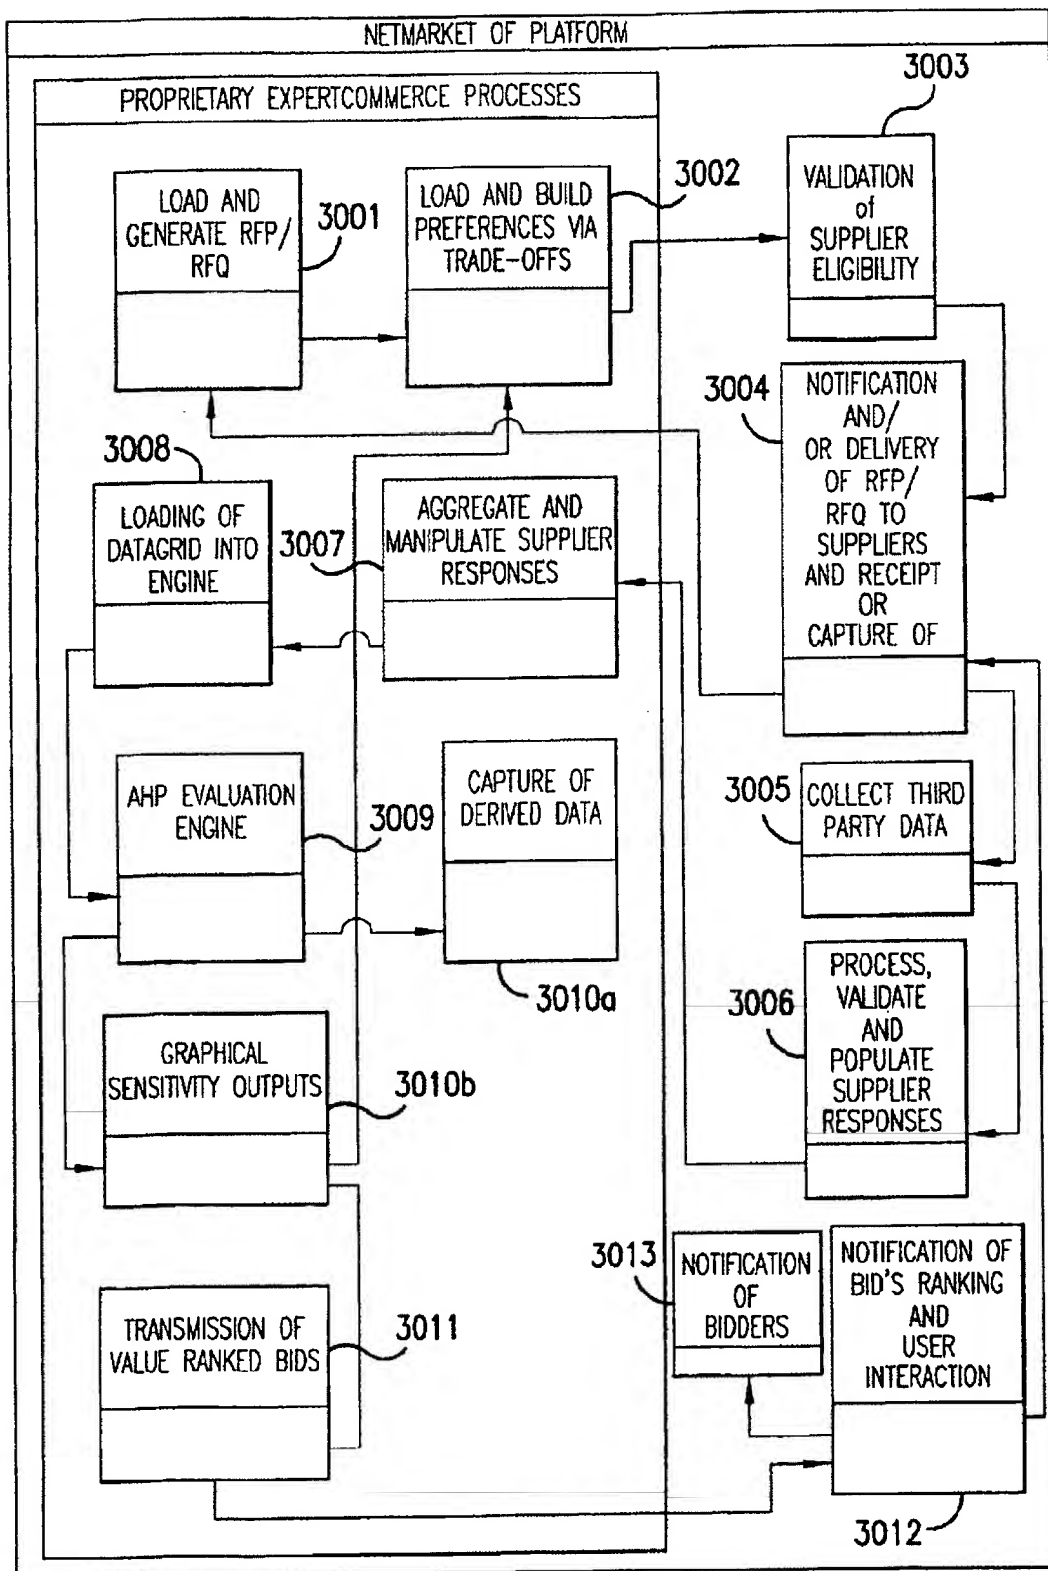 NETMARKET OF PLATFORM
PROPRIETARY EXPERTCOMMERCE PROCESSES
LOAD AND
GENERATE RFP/
RFQ
3001
LOAD AND BUILD
PREFERENCES VIA
TRADE-OFFS
3002
3003
VALIDATION
of
SUPPLIER
ELIGIBILITY
3004
NOTIFICATION
AND/
OR DELIVERY
OF RFP/
RFQ TO
SUPPLIERS
AND RECEIPT
OR
CAPTURE OF
3008
LOADING OF
DATAGRID INTO
ENGINE
3007
AGGREGATE AND
MANIPULATE SUPPLIER
RESPONSES
AHP EVALUATION
ENGINE
3009
CAPTURE OF
DERIVED DATA
3010a
3005
COLLECT THIRD
PARTY DATA
3006
PROCESS,
VALIDATE
AND
POPULATE
SUPPLIER
RESPONSES
GRAPHICAL
SENSITIVITY OUTPUTS
3010b
TRANSMISSION OF
VALUE RANKED BIDS
3011
3013
NOTIFICATION
OF
BIDDERS
NOTIFICATION OF
BID'S RANKING
AND
USER
INTERACTION
3012